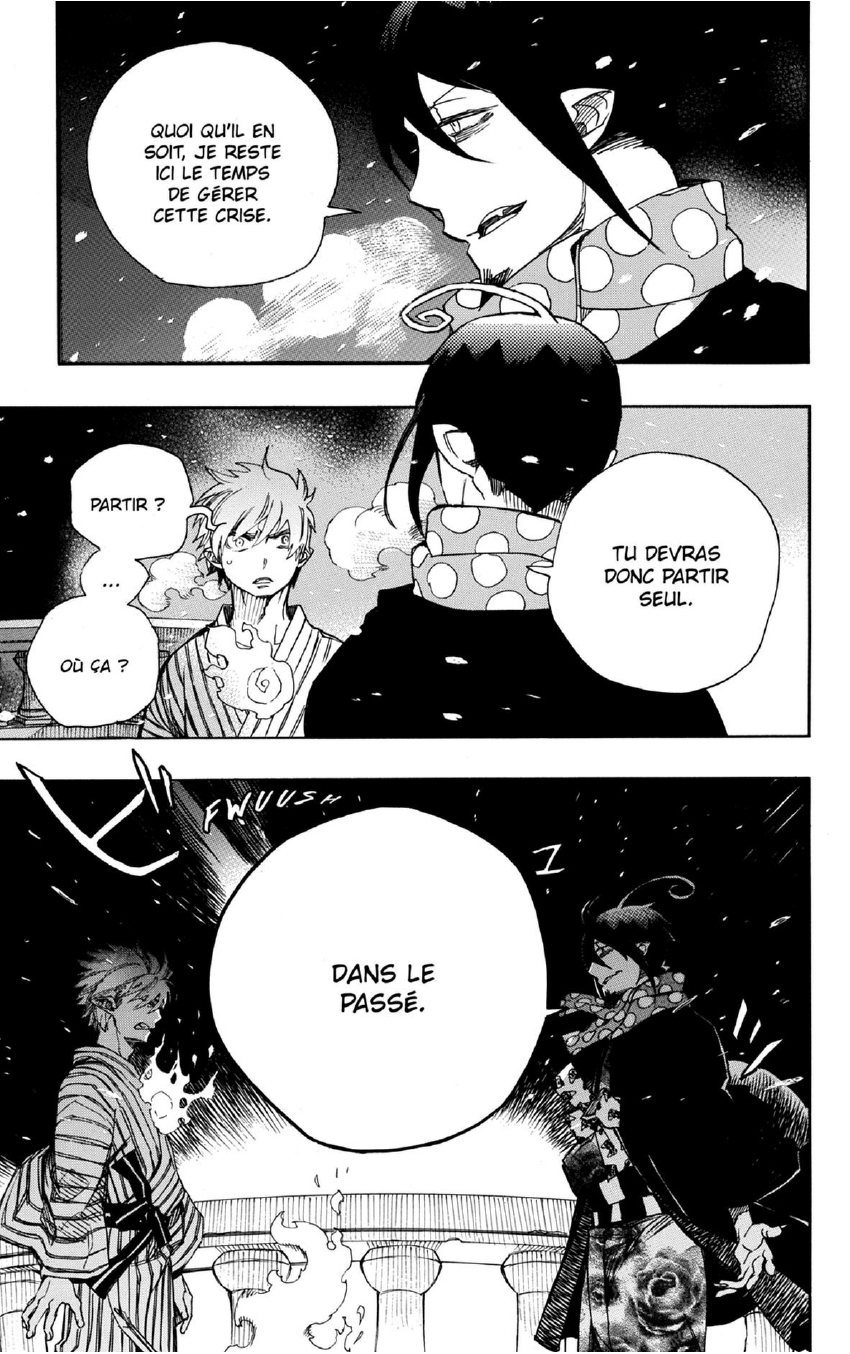 QUOI QU'IL EN
SOIT, JE RESTE
ICI LE TEMPS
DE GÉRER
CETTE CRISE.
TU DEVRAS
DONC PARTIR
SEUL.
PARTIR ?
...
OÙ ÇA ?
FWUUSH
DANS LE
PASSÉ.